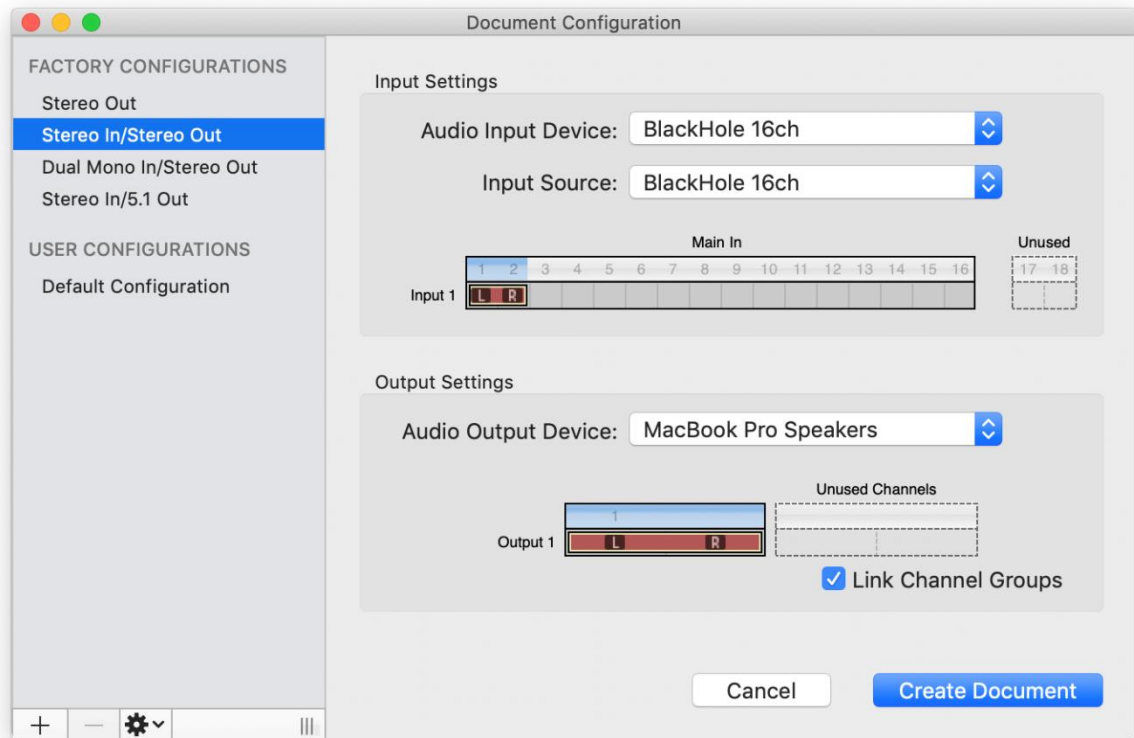 Document Configuration
FACTORY CONFIGURATIONS
Stereo Out
Stereo In/Stereo Out
Dual Mono In/Stereo Out
Stereo In/5.1 Out
USER CONFIGURATIONS
Default Configuration
Input Settings
Audio Input Device: BlackHole 16ch
Input Source: BlackHole 16ch
Main In Unused
1 2 3 4 5 6 7 8 9 10 11 12 13 14 15 16 17 18
Input 1 L R
Output Settings
Audio Output Device: MacBook Pro Speakers
Unused Channels
1
Output 1 L R
Link Channel Groups
Cancel Create Document